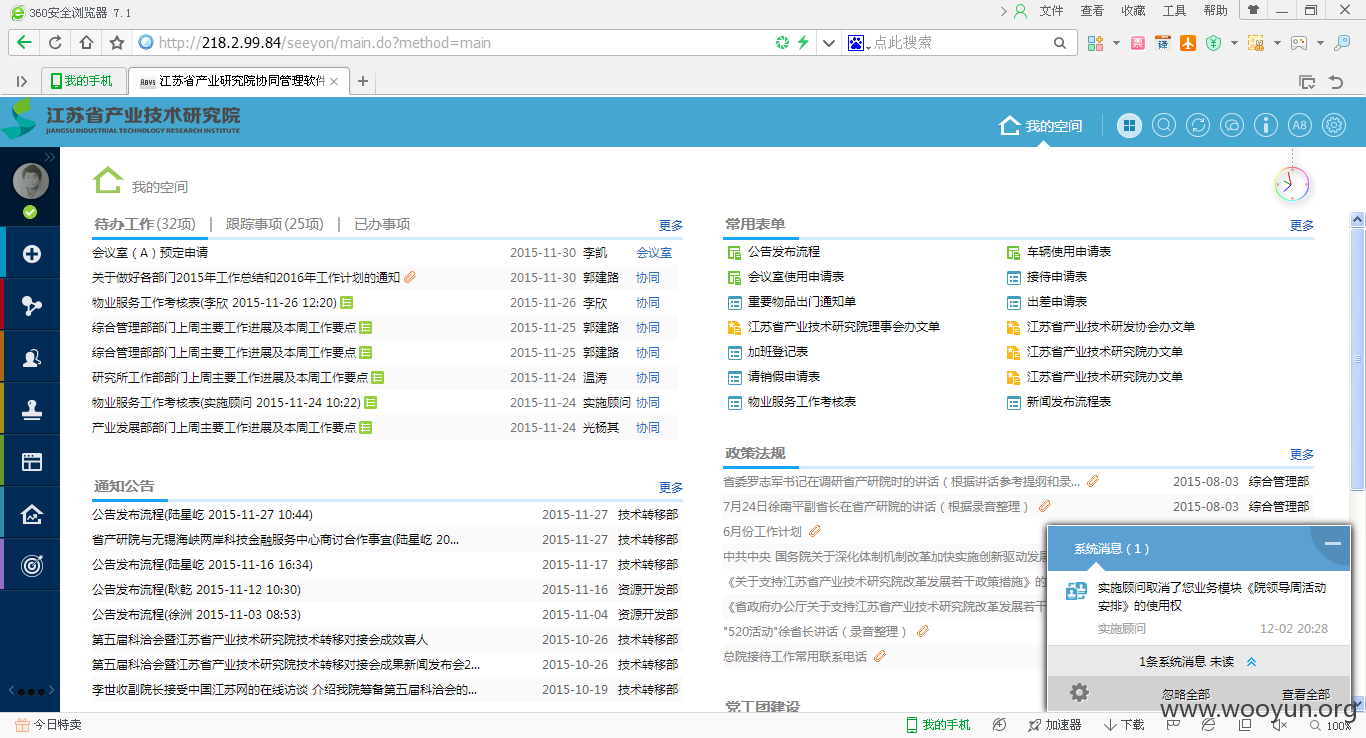 360安全浏览器 7.1
文件 查看 收藏 工具 帮助
http://218.2.99.84/seeyon/main.do?method=main
点此搜索
我的手机
江苏省产业研究院协同管理软件
江苏省产业技术研究院
JIANGSU INDUSTRIAL TECHNOLOGY RESEARCH INSTITUTE
我的空间
A8
我的空间
待办工作(32项) | 跟踪事项(25项) | 已办事项 更多
会议室（A）预定申请 2015-11-30 李凯 会议室
关于做好各部门2015年工作总结和2016年工作计划的通知 2015-11-30 郭建路 协同
物业服务工作考核表(李欣 2015-11-26 12:20) 2015-11-26 李欣 协同
综合管理部部门上周主要工作进展及本周工作要点 2015-11-25 郭建路 协同
综合管理部部门上周主要工作进展及本周工作要点 2015-11-25 郭建路 协同
研究所工作部部门上周主要工作进展及本周工作要点 2015-11-24 温涛 协同
物业服务工作考核表(实施顾问 2015-11-24 10:22) 2015-11-24 实施顾问 协同
产业发展部部门上周主要工作进展及本周工作要点 2015-11-24 光杨其 协同
通知公告 更多
公告发布流程(陆星屹 2015-11-27 10:44) 2015-11-27 技术转移部
省产研院与无锡海峡两岸科技金融服务中心商讨合作事宜(陆星屹 20... 2015-11-27 技术转移部
公告发布流程(陆星屹 2015-11-17 16:34) 2015-11-17 技术转移部
公告发布流程(耿乾 2015-11-12 10:30) 2015-11-16 资源开发部
公告发布流程(徐洲 2015-11-03 08:53) 2015-11-04 资源开发部
第五届科洽会暨江苏省产业技术研究院技术转移对接会成效喜人 2015-10-26 技术转移部
第五届科洽会暨江苏省产业技术研究院技术转移对接会成果新闻发布会2... 2015-10-26 技术转移部
李世收副院长接受中国江苏网的在线访谈 介绍我院筹备第五届科洽会的... 2015-10-19 技术转移部
常用表单 更多
公告发布流程 车辆使用申请表
会议室使用申请表 接待申请表
重要物品出门通知单 出差申请表
江苏省产业技术研究院理事会办文单 江苏省产业技术研发协会办文单
加班登记表 江苏省产业技术研究院办文单
请销假申请表 江苏省产业技术研究院办文单
物业服务工作考核表 新闻发布流程表
政策法规 更多
省委罗志军书记在调研省产研院时的讲话（根据讲话参考提纲和录... 2015-08-03 综合管理部
7月24日徐南平副省长在省产研院的讲话（根据录音整理） 2015-08-03 综合管理部
6月份工作计划
中共中央 国务院关于深化体制机制改革加快实施创新驱动发展
《关于支持江苏省产业技术研究院改革发展若干政策措施》的
《省政府办公厅关于支持江苏省产业技术研究院改革发展若干
"520活动"徐省长讲话（录音整理）
总院接待工作常用联系电话
党工团建设
系统消息（1）
实施顾问取消了您业务模块《院领导周活动
安排》的使用权
实施顾问 12-02 20:28
1条系统消息 未读
忽略全部 查看全部
www.wooyun.org
今日特卖 我的手机 加速器 下载 100%